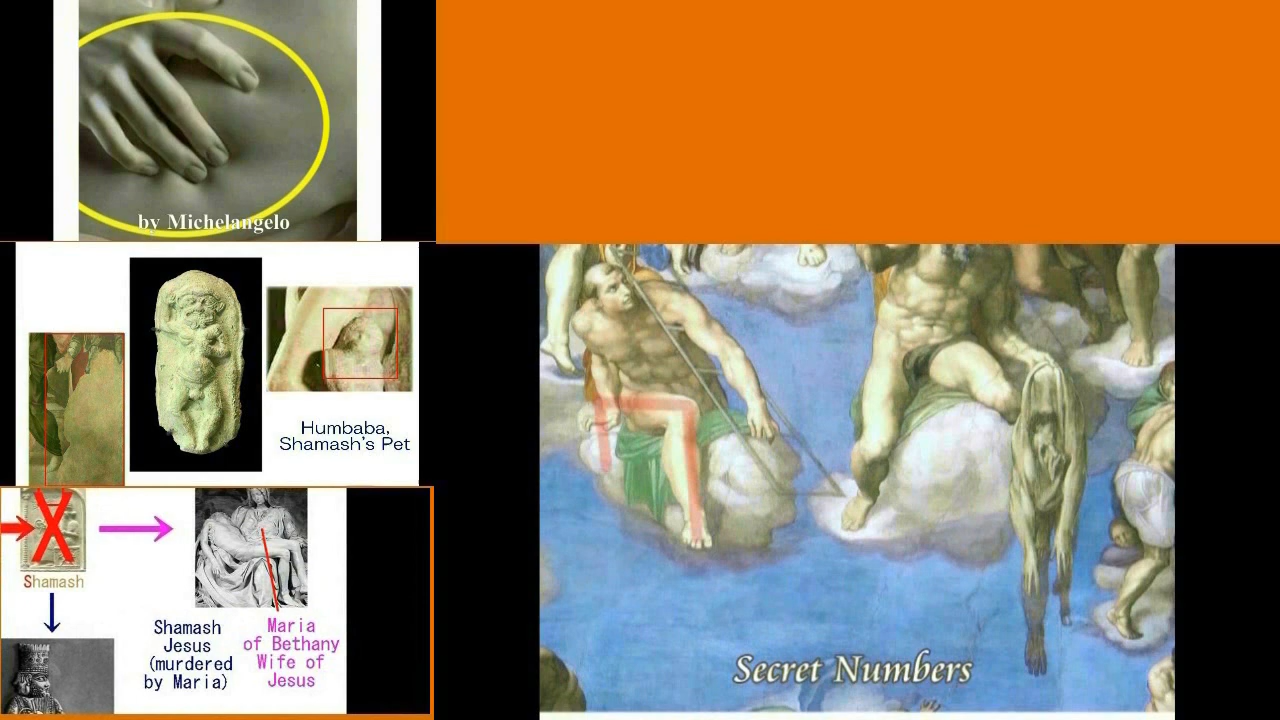 by Michelangelo
Humbaba,
Shamash's Pet
Shamash
Shamash
Jesus
(murdered
by Maria)
Maria
of Bethany
Wife of
Jesus
Secret Numbers